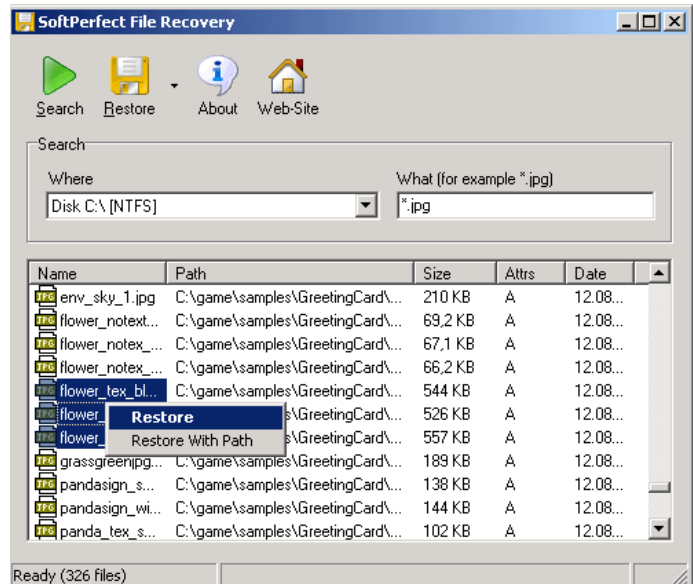 SoftPerfect File Recovery
Search Restore About Web-Site
Search
Where What (for example *.jpg)
Disk C:\ [NTFS] *.jpg
Name Path Size Attrs Date
env_sky_1.jpg C:\game\samples\GreetingCard\... 210 KB A 12.08...
flower_notext... C:\game\samples\GreetingCard\... 69,2 KB A 12.08...
flower_notex_... C:\game\samples\GreetingCard\... 67,1 KB A 12.08...
flower_notex_... C:\game\samples\GreetingCard\... 66,2 KB A 12.08...
flower_tex_bl... C:\game\samples\GreetingCard\... 544 KB A 12.08...
flower_ Restore s\GreetingCard\... 526 KB A 12.08...
flower_ Restore With Path s\GreetingCard\... 557 KB A 12.08...
grassgreenjpg... C:\game\samples\GreetingCard\... 189 KB A 12.08...
pandasign_s... C:\game\samples\GreetingCard\... 138 KB A 12.08...
pandasign_wi... C:\game\samples\GreetingCard\... 144 KB A 12.08...
panda_tex_s... C:\game\samples\GreetingCard\... 102 KB A 12.08...
Ready (326 files)